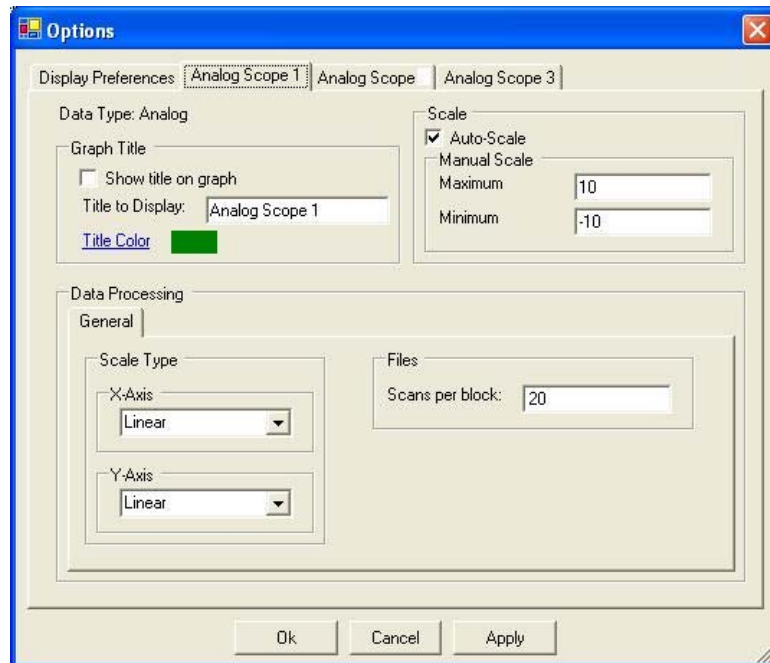 Options
Display Preferences Analog Scope 1 Analog Scope Analog Scope 3
Data Type: Analog
Graph Title
Show title on graph
Title to Display: Analog Scope 1
Title Color
Scale
Auto-Scale
Manual Scale
Maximum 10
Minimum -10
Data Processing
General
Scale Type
X-Axis
Linear
Y-Axis
Linear
Files
Scans per block: 20
Ok Cancel Apply